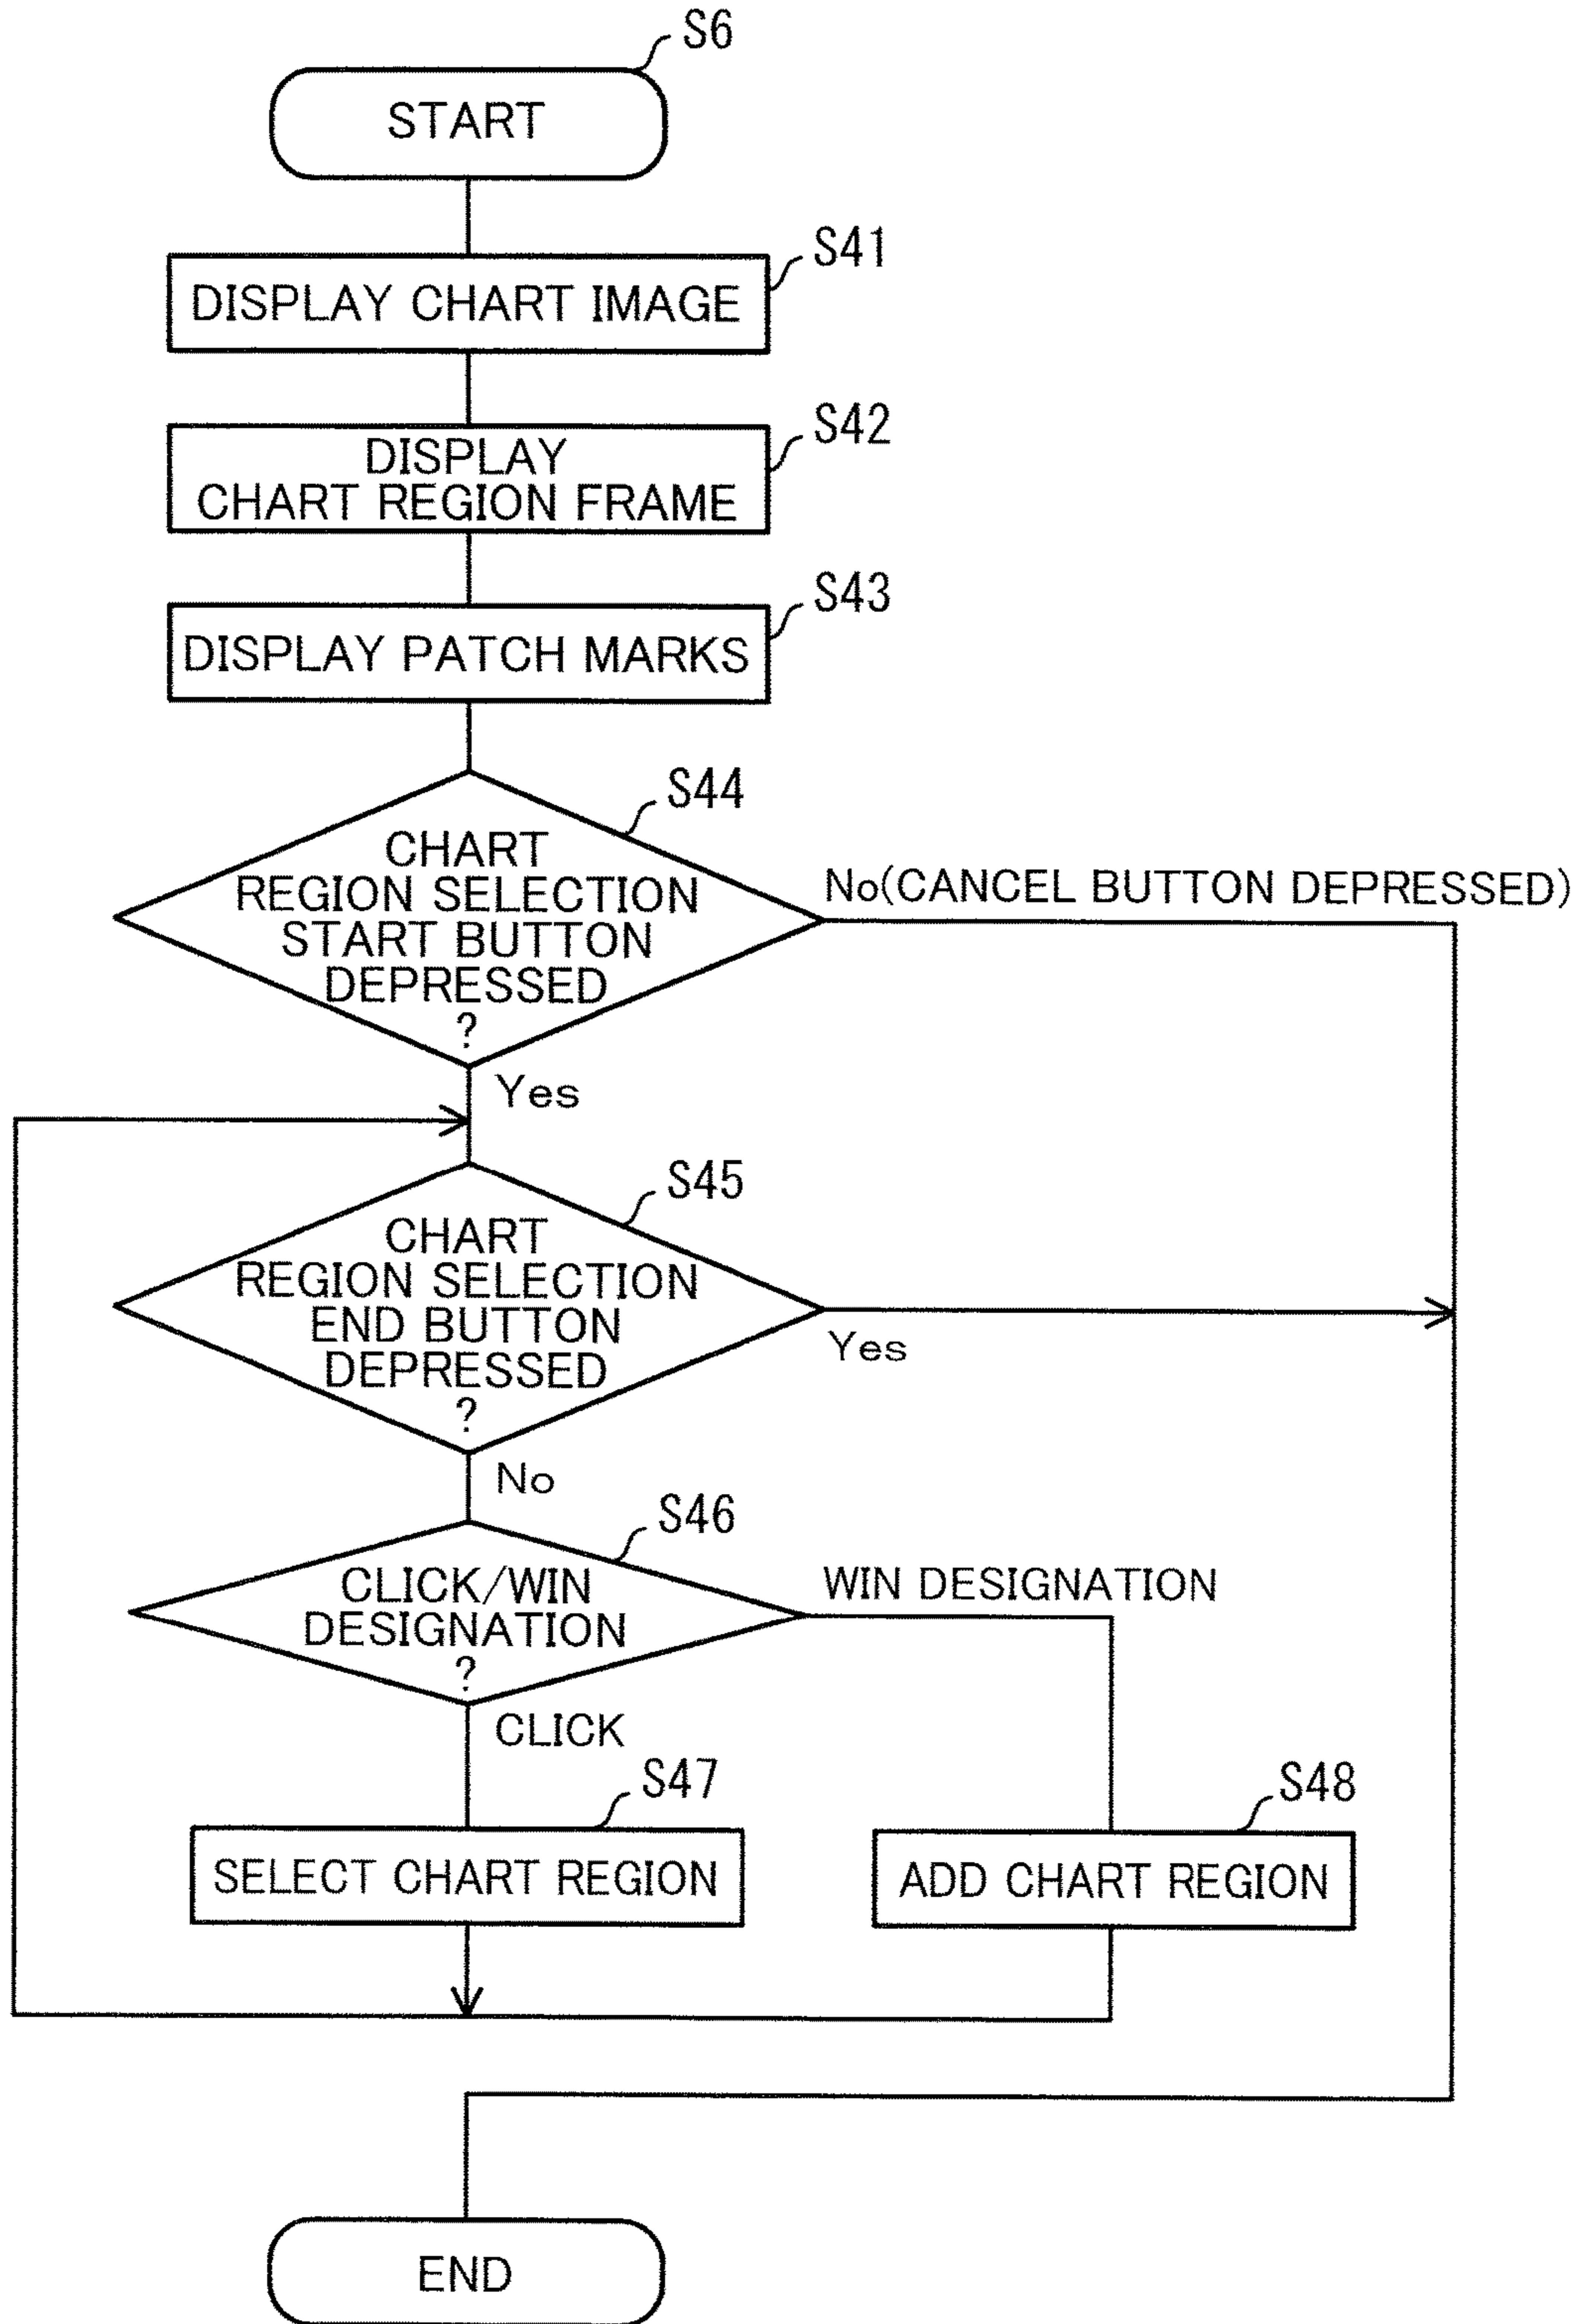 S6
START
S41
DISPLAY CHART IMAGE
S42
DISPLAY
CHART REGION FRAME
S43
DISPLAY PATCH MARKS
S44
CHART
REGION SELECTION
START BUTTON
DEPRESSED
?
No(CANCEL BUTTON DEPRESSED)
Yes
S45
CHART
REGION SELECTION
END BUTTON
DEPRESSED
?
Yes
No
S46
CLICK/WIN
DESIGNATION
?
WIN DESIGNATION
CLICK
S47
SELECT CHART REGION
S48
ADD CHART REGION
END